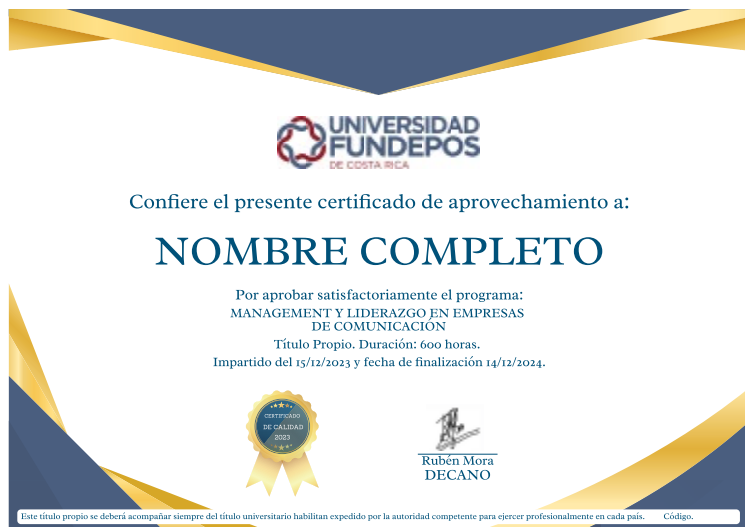 UNIVERSIDAD
FUNDEPOS
DE COSTA RICA
Confiere el presente certificado de aprovechamiento a:
NOMBRE COMPLETO
Por aprobar satisfactoriamente el programa:
MANAGEMENT Y LIDERAZGO EN EMPRESAS
DE COMUNICACIÓN
Título Propio. Duración: 600 horas.
Impartido del 15/12/2023 y fecha de finalización 14/12/2024.
CERTIFICADO
DE CALIDAD
2023
Rubén Mora
DECANO
Este título propio se deberá acompañar siempre del título universitario habilitan expedido por la autoridad competente para ejercer profesionalmente en cada país. Código.